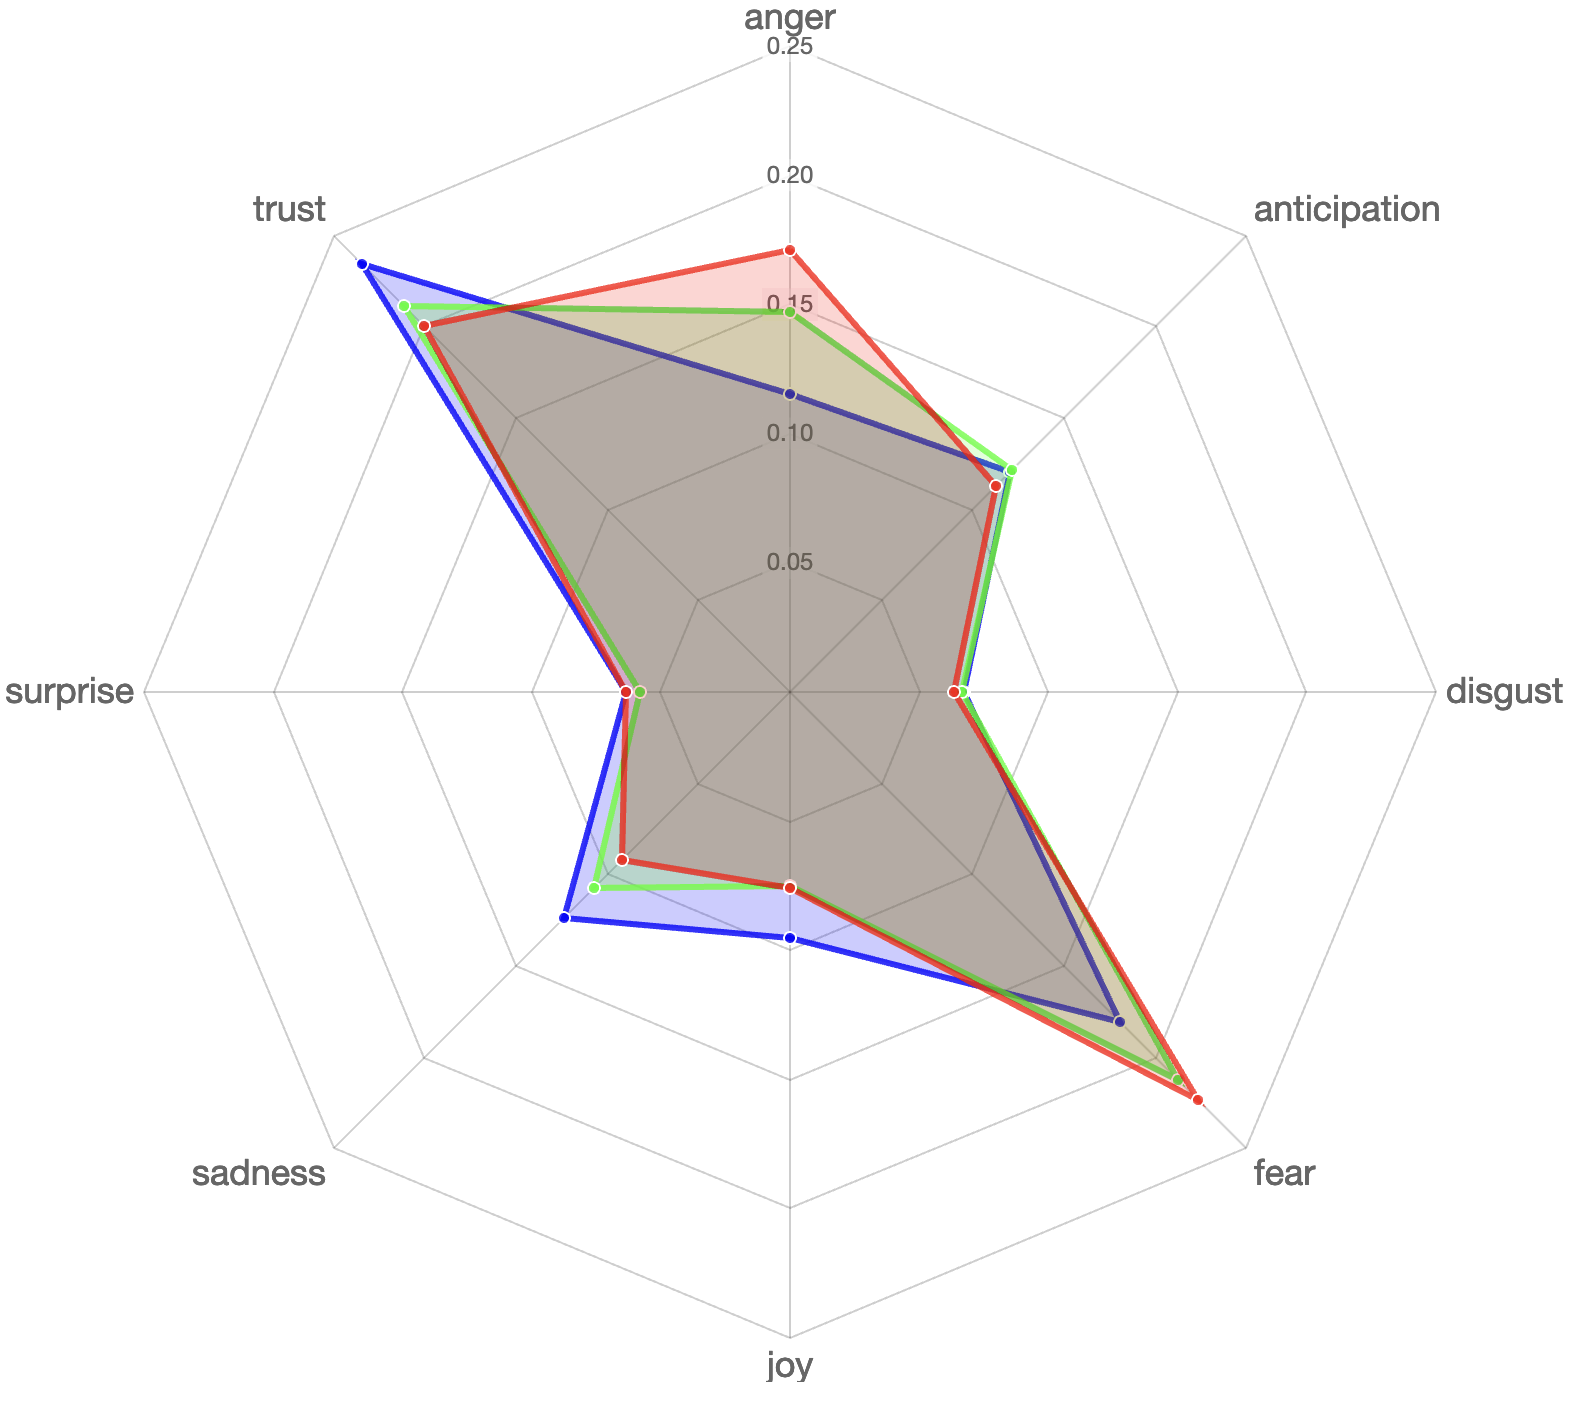 anger
0.25
0.20
trust
anticipation
0.15
0.10
0.05
surprise
disgust
sadness
fear
joy